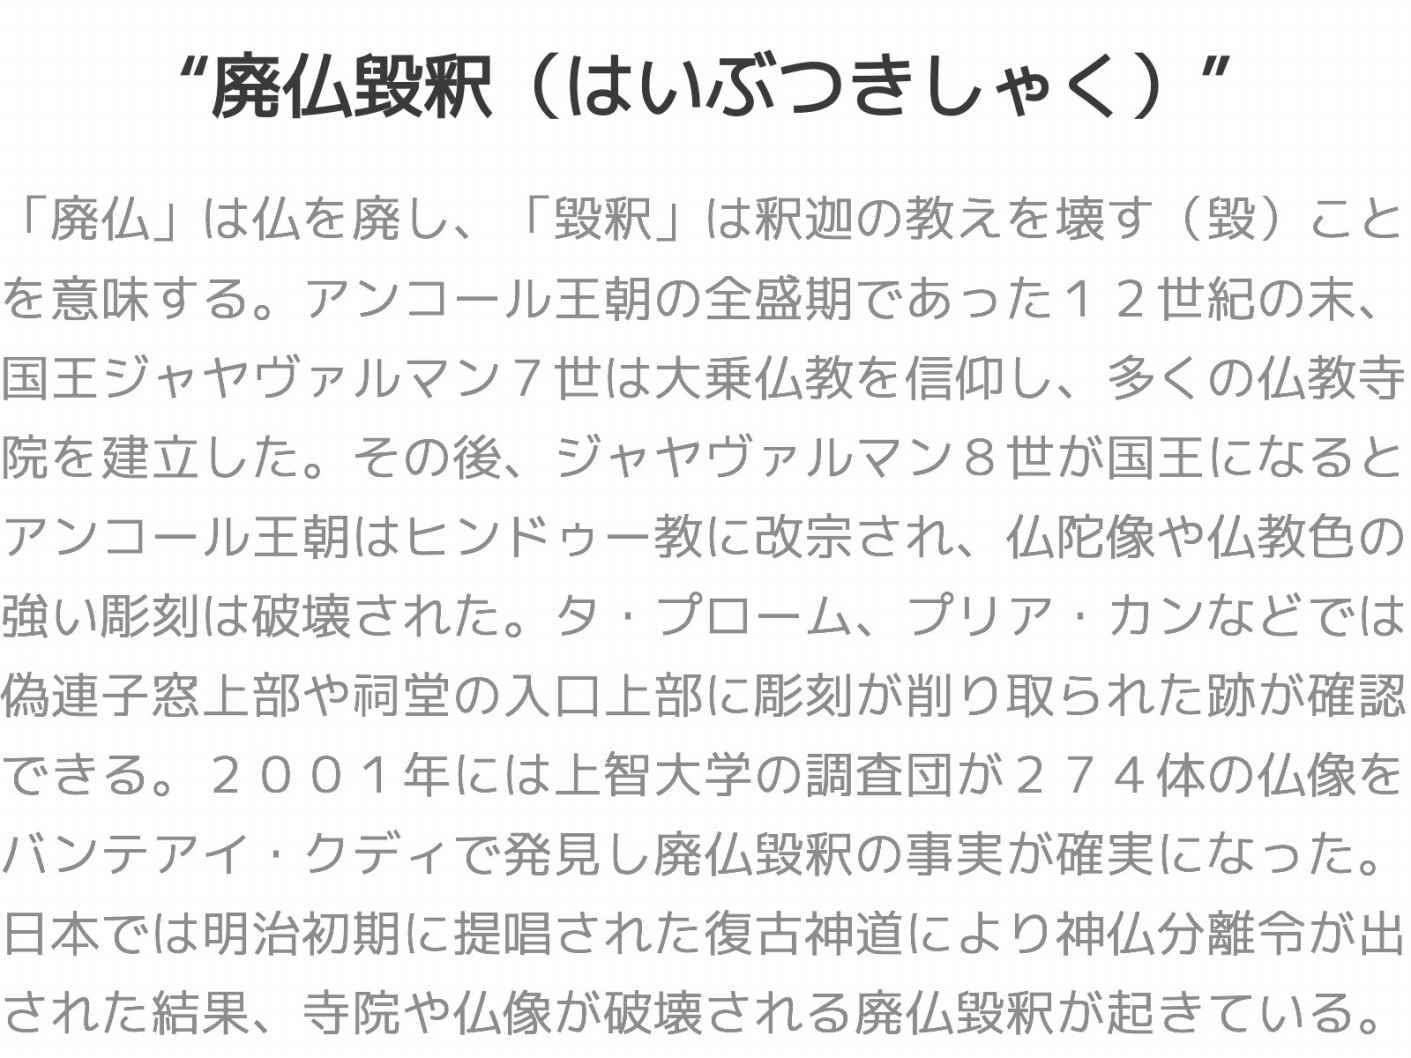 “廃仏毀釈（はいぶつきしゃく）”
「廃仏」は仏を廃し、「毀釈」は釈迦の教えを壊す（毀）こと
を意味する。アンコール王朝の全盛期であった１２世紀の末、
国王ジャヤヴァルマン７世は大乗仏教を信仰し、多くの仏教寺
院を建立した。その後、ジャヤヴァルマン８世が国王になると
アンコール王朝はヒンドゥー教に改宗され、仏陀像や仏教色の
強い彫刻は破壊された。タ・プローム、プリア・カンなどでは
偽連子窓上部や祠堂の入口上部に彫刻が削り取られた跡が確認
できる。２００１年には上智大学の調査団が２７４体の仏像を
バンテアイ・クディで発見し廃仏毀釈の事実が確実になった。
日本では明治初期に提唱された復古神道により神仏分離令が出
された結果、寺院や仏像が破壊される廃仏毀釈が起きている。